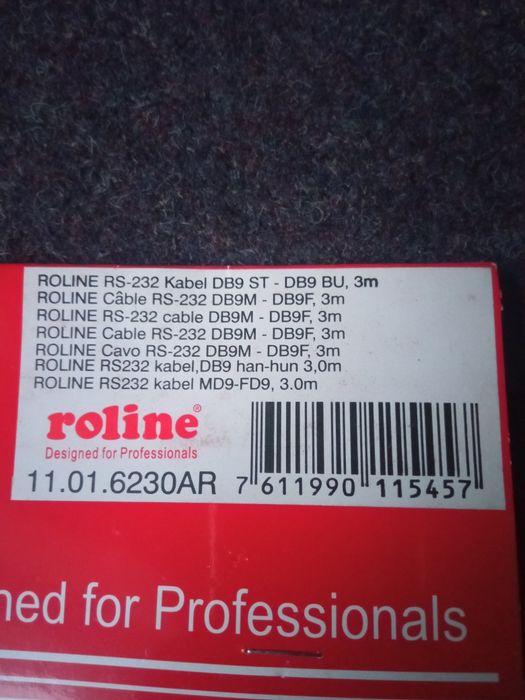 ROLINE RS-232 Kabel DB9 ST - DB9 BU, 3m
ROLINE Câble RS-232 DB9M - DB9F, 3m
ROLINE RS-232 cable DB9M - DB9F, 3m
ROLINE Cable RS-232 DB9M - DB9F, 3m
ROLINE Cavo RS-232 DB9M - DB9F, 3m
ROLINE RS232 kabel,DB9 han-hun 3,0m
ROLINE RS232 kabel MD9-FD9, 3.0m
roline®
Designed for Professionals
11.01.6230AR
7 611990 115457
ned for Professionals